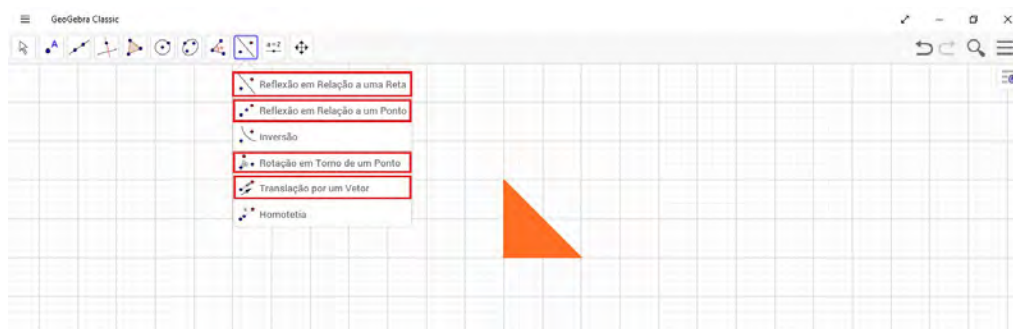 GeoGebra Classic
A
a=2
Reflexão em Relação a uma Reta
Reflexão em Relação a um Ponto
Inversão
Rotação em Torno de um Ponto
Translação por um Vetor
Homotetia